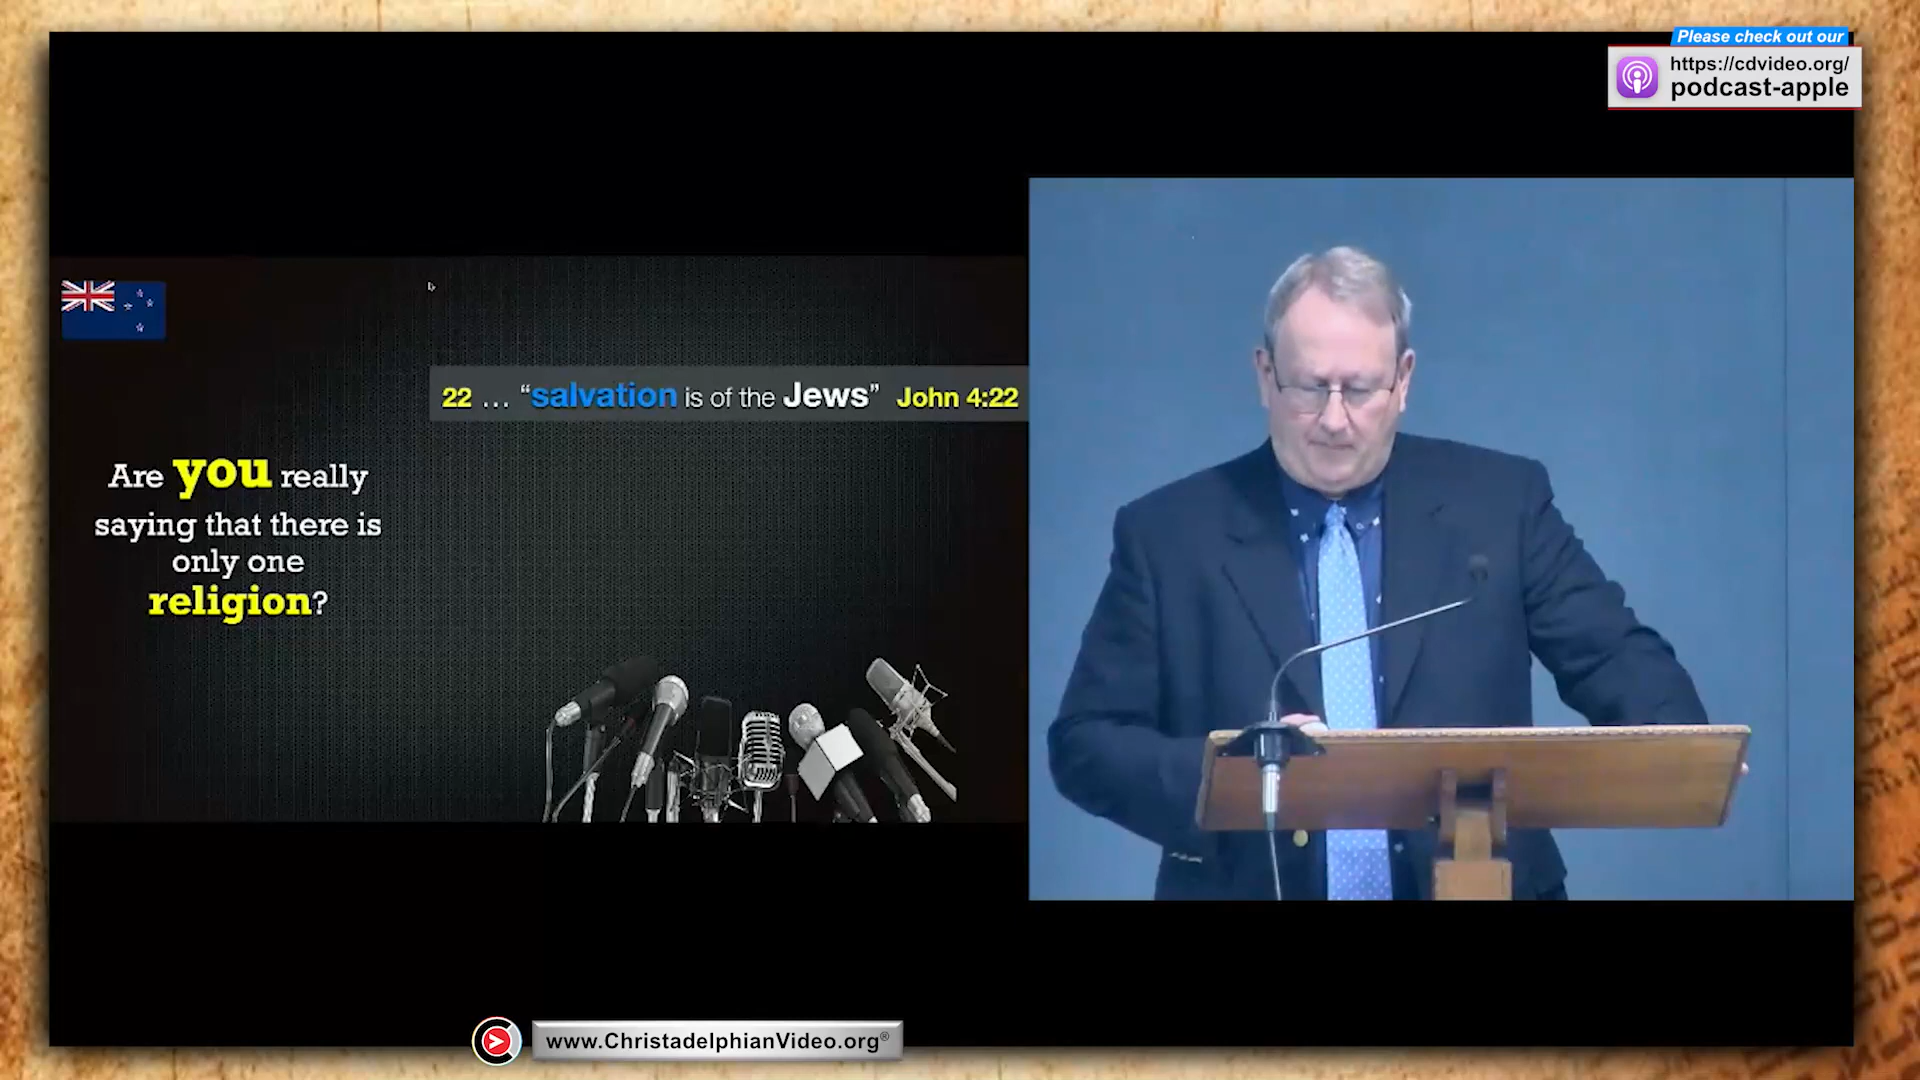 Please check out our
https://cdvideo.org/
podcast-apple
22 ... “salvation is of the Jews” John 4:22
Are you really
saying that there is
only one
religion?
www.ChristadelphianVideo.org®